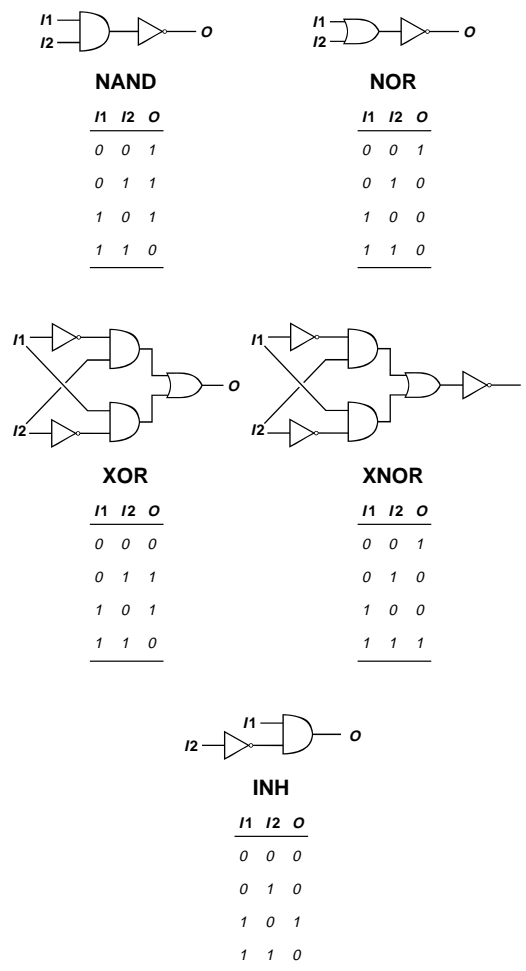 I1 O I1 O
I2 I2
NAND NOR
I1 I2 O I1 I2 O
0 0 1 0 0 1
0 1 1 0 1 0
1 0 1 1 0 0
1 1 0 1 1 0
I1 I1
O
I2 I2
XOR XNOR
I1 I2 O I1 I2 O
0 0 0 0 0 1
0 1 1 0 1 0
1 0 1 1 0 0
1 1 0 1 1 1
I1
I2 O
INH
I1 I2 O
0 0 0
0 1 0
1 0 1
1 1 0